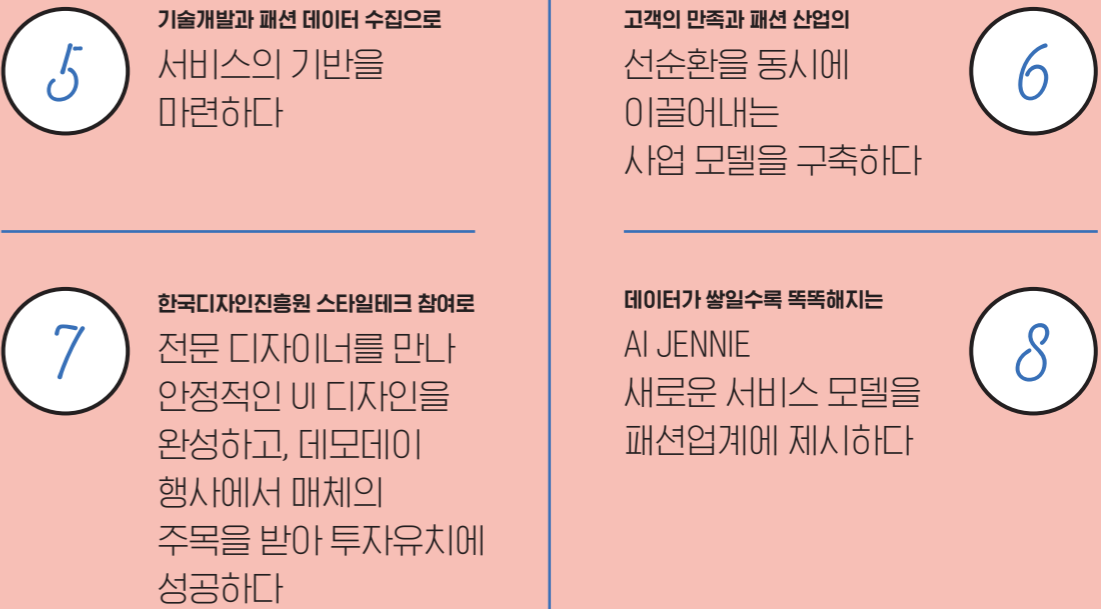 5
기술개발과 패션 데이터 수집으로
서비스의 기반을
마련하다
6
고객의 만족과 패션 산업의
선순환을 동시에
이끌어내는
사업 모델을 구축하다
7
한국디자인진흥원 스타일테크 참여로
전문 디자이너를 만나
안정적인 UI 디자인을
완성하고, 데모데이
행사에서 매체의
주목을 받아 투자유치에
성공하다
8
데이터가 쌓일수록 똑똑해지는
AI JENNIE
새로운 서비스 모델을
패션업계에 제시하다